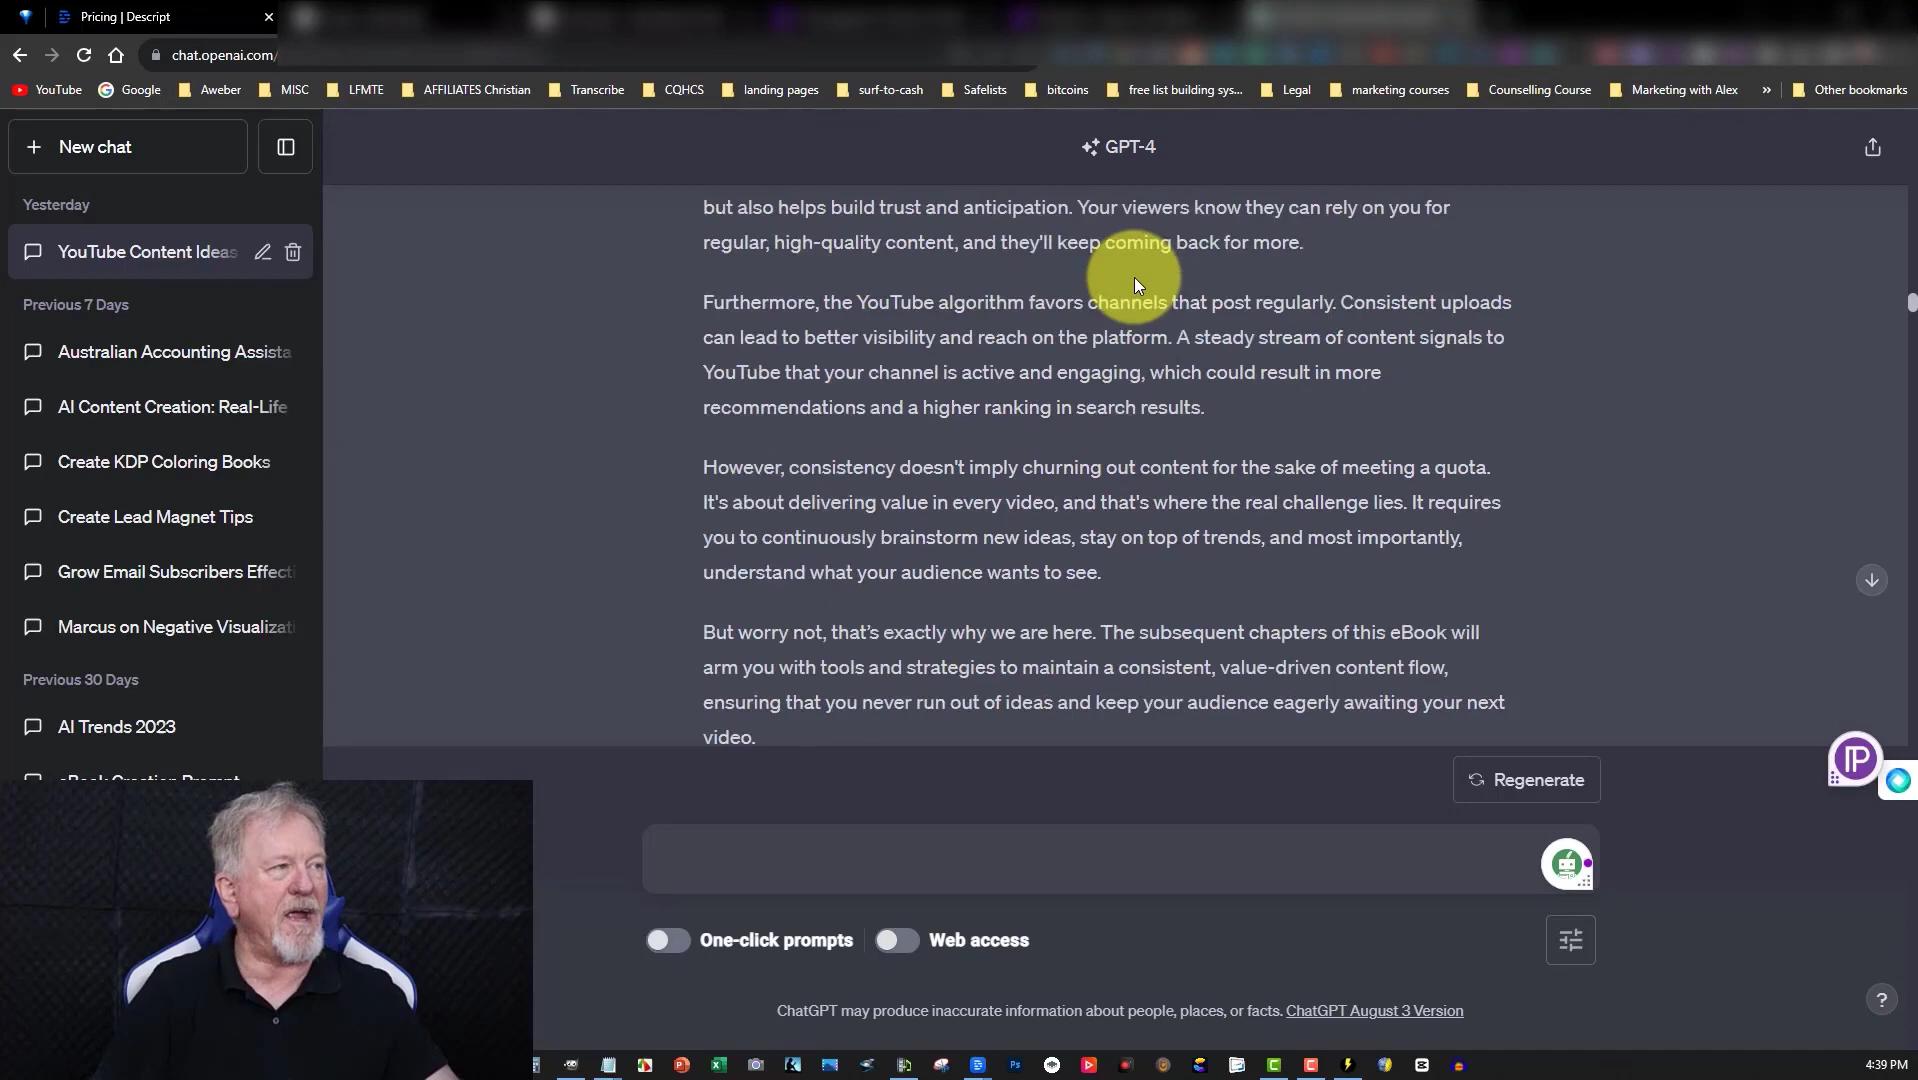 Pricing | Descript
chat.openai.com/
YouTube Google Aweber MISC LFMTE AFFILIATES Christian Transcribe CQHCS landing pages surf-to-cash Safelists bitcoins free list building sys... Legal marketing courses Counselling Course Marketing with Alex » Other bookmarks
+ New chat
GPT-4
Yesterday
YouTube Content Ideas
Previous 7 Days
Australian Accounting Assista
AI Content Creation: Real-Life
Create KDP Coloring Books
Create Lead Magnet Tips
Grow Email Subscribers Effecti
Marcus on Negative Visualizati
Previous 30 Days
AI Trends 2023
eBook Creation Prompt
but also helps build trust and anticipation. Your viewers know they can rely on you for
regular, high-quality content, and they'll keep coming back for more.
Furthermore, the YouTube algorithm favors channels that post regularly. Consistent uploads
can lead to better visibility and reach on the platform. A steady stream of content signals to
YouTube that your channel is active and engaging, which could result in more
recommendations and a higher ranking in search results.
However, consistency doesn't imply churning out content for the sake of meeting a quota.
It's about delivering value in every video, and that's where the real challenge lies. It requires
you to continuously brainstorm new ideas, stay on top of trends, and most importantly,
understand what your audience wants to see.
But worry not, that's exactly why we are here. The subsequent chapters of this eBook will
arm you with tools and strategies to maintain a consistent, value-driven content flow,
ensuring that you never run out of ideas and keep your audience eagerly awaiting your next
video.
Regenerate
IP
One-click prompts
Web access
ChatGPT may produce inaccurate information about people, places, or facts. ChatGPT August 3 Version
?
Ps
4:39 PM